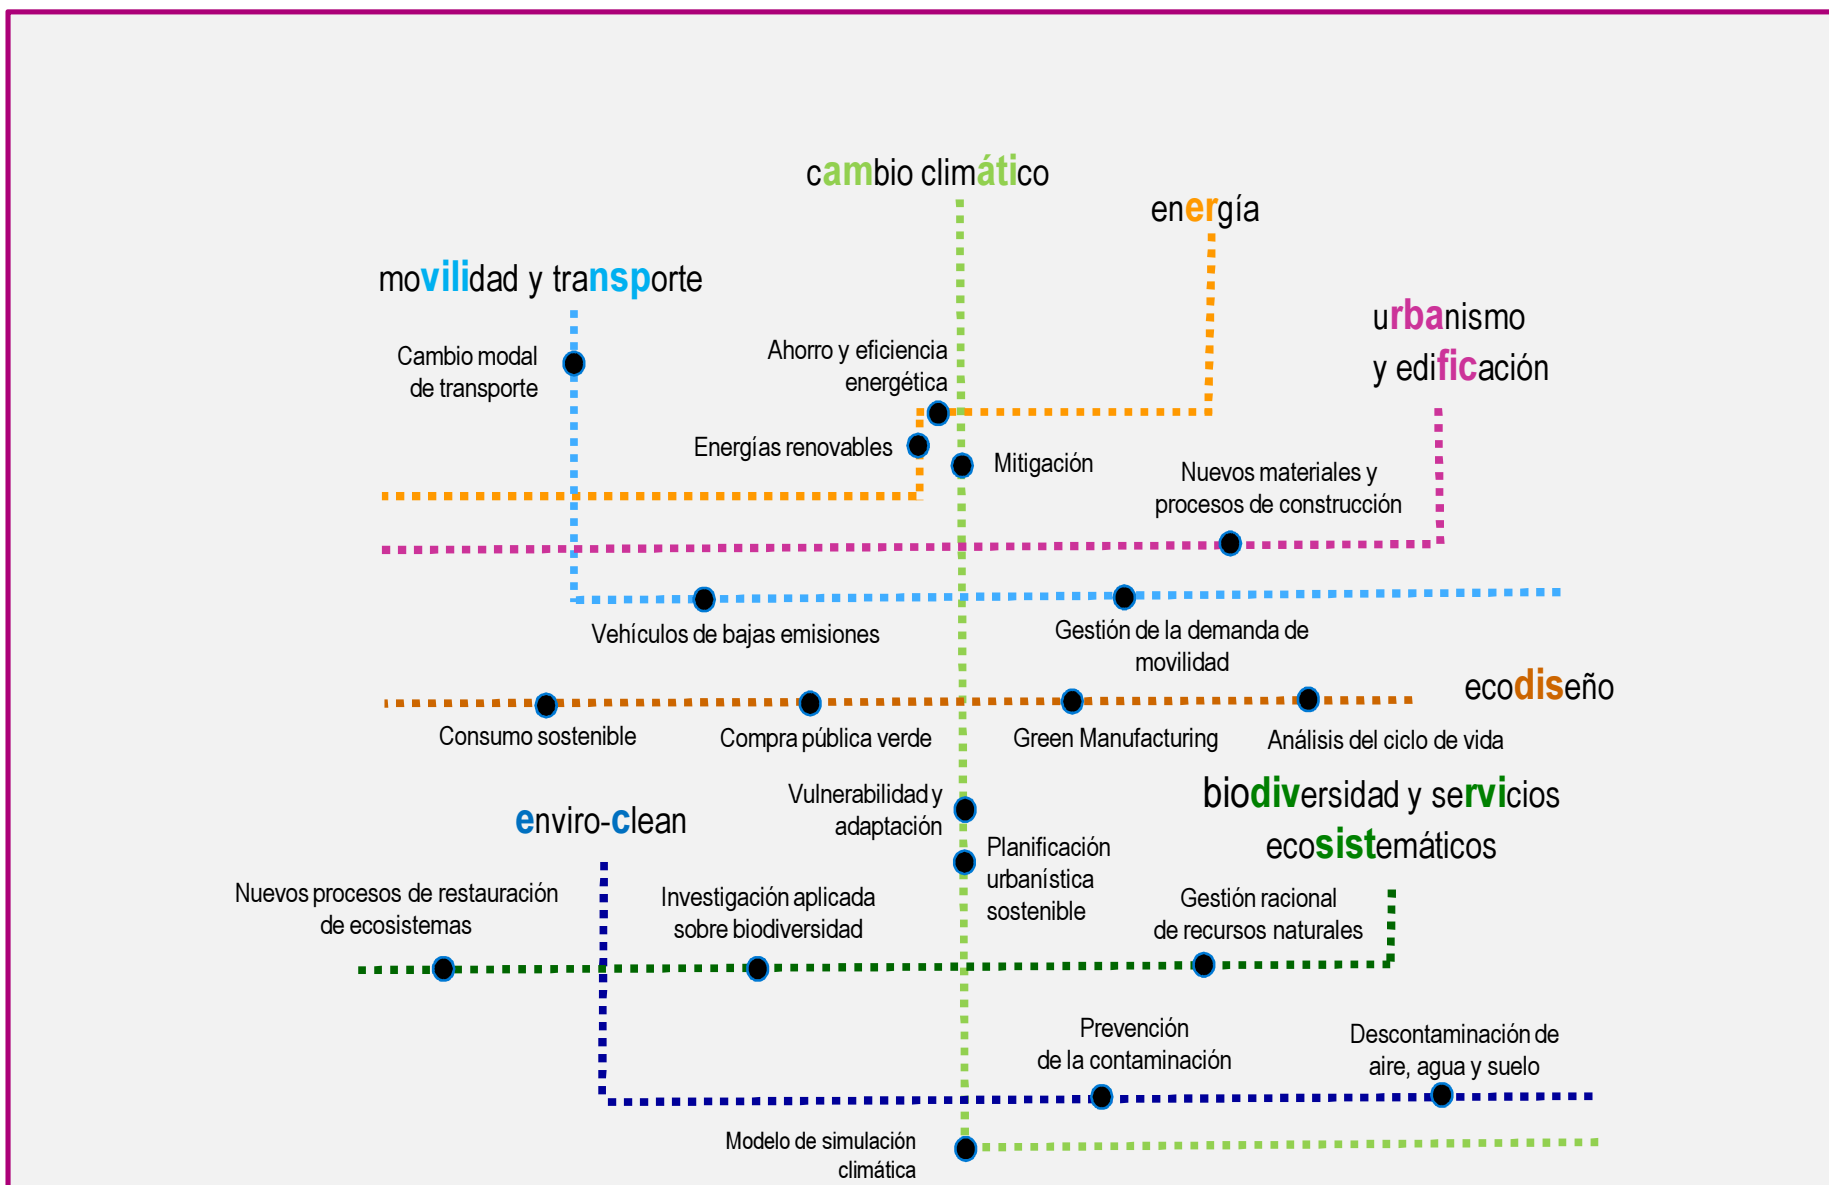 cambio climático
energía
movilidad y transporte
urbanismo
y edificación
Cambio modal
de transporte
Ahorro y eficiencia
energética
Energías renovables
Mitigación
Nuevos materiales y
procesos de construcción
Vehículos de bajas emisiones
Gestión de la demanda de
movilidad
ecodiseño
Consumo sostenible
Compra pública verde
Green Manufacturing
Análisis del ciclo de vida
Vulnerabilidad y
adaptación
biodiversidad y servicios
ecosistemáticos
enviro-clean
Planificación
urbanística
sostenible
Nuevos procesos de restauración
de ecosistemas
Investigación aplicada
sobre biodiversidad
Gestión racional
de recursos naturales
Prevención
de la contaminación
Descontaminación de
aire, agua y suelo
Modelo de simulación
climática